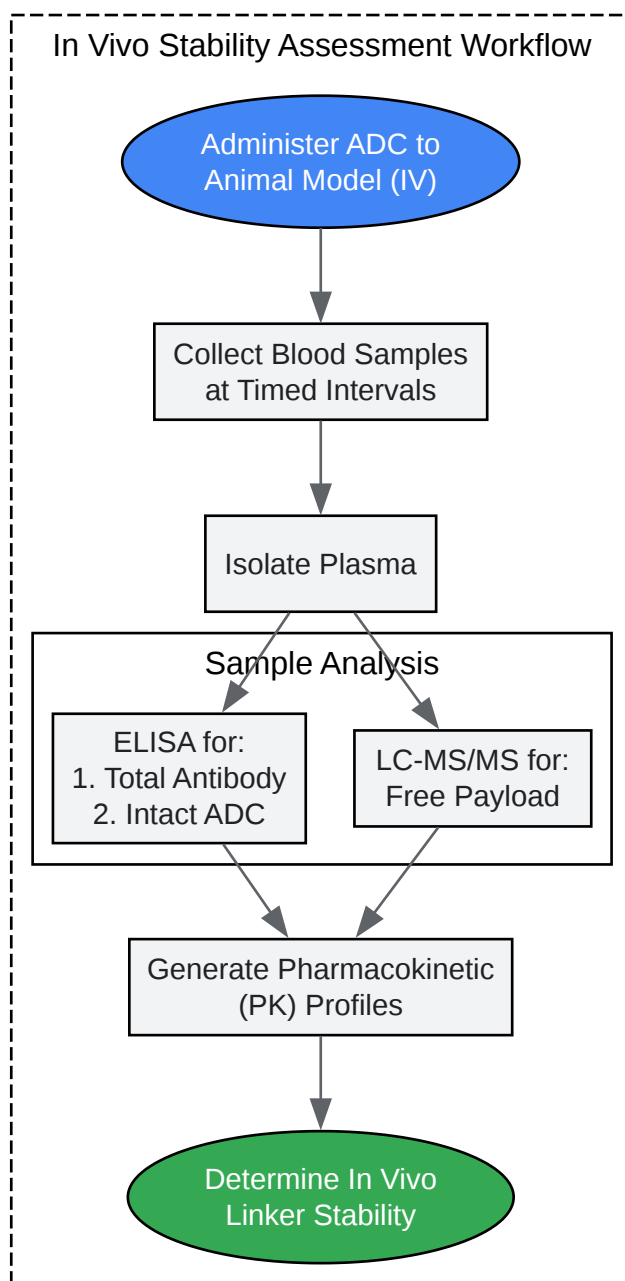 In Vivo Stability Assessment Workflow
Administer ADC to
Animal Model (IV)
Collect Blood Samples
at Timed Intervals
Isolate Plasma
Sample Analysis
ELISA for:
1. Total Antibody
2. Intact ADC
LC-MS/MS for:
Free Payload
Generate Pharmacokinetic
(PK) Profiles
Determine In Vivo
Linker Stability